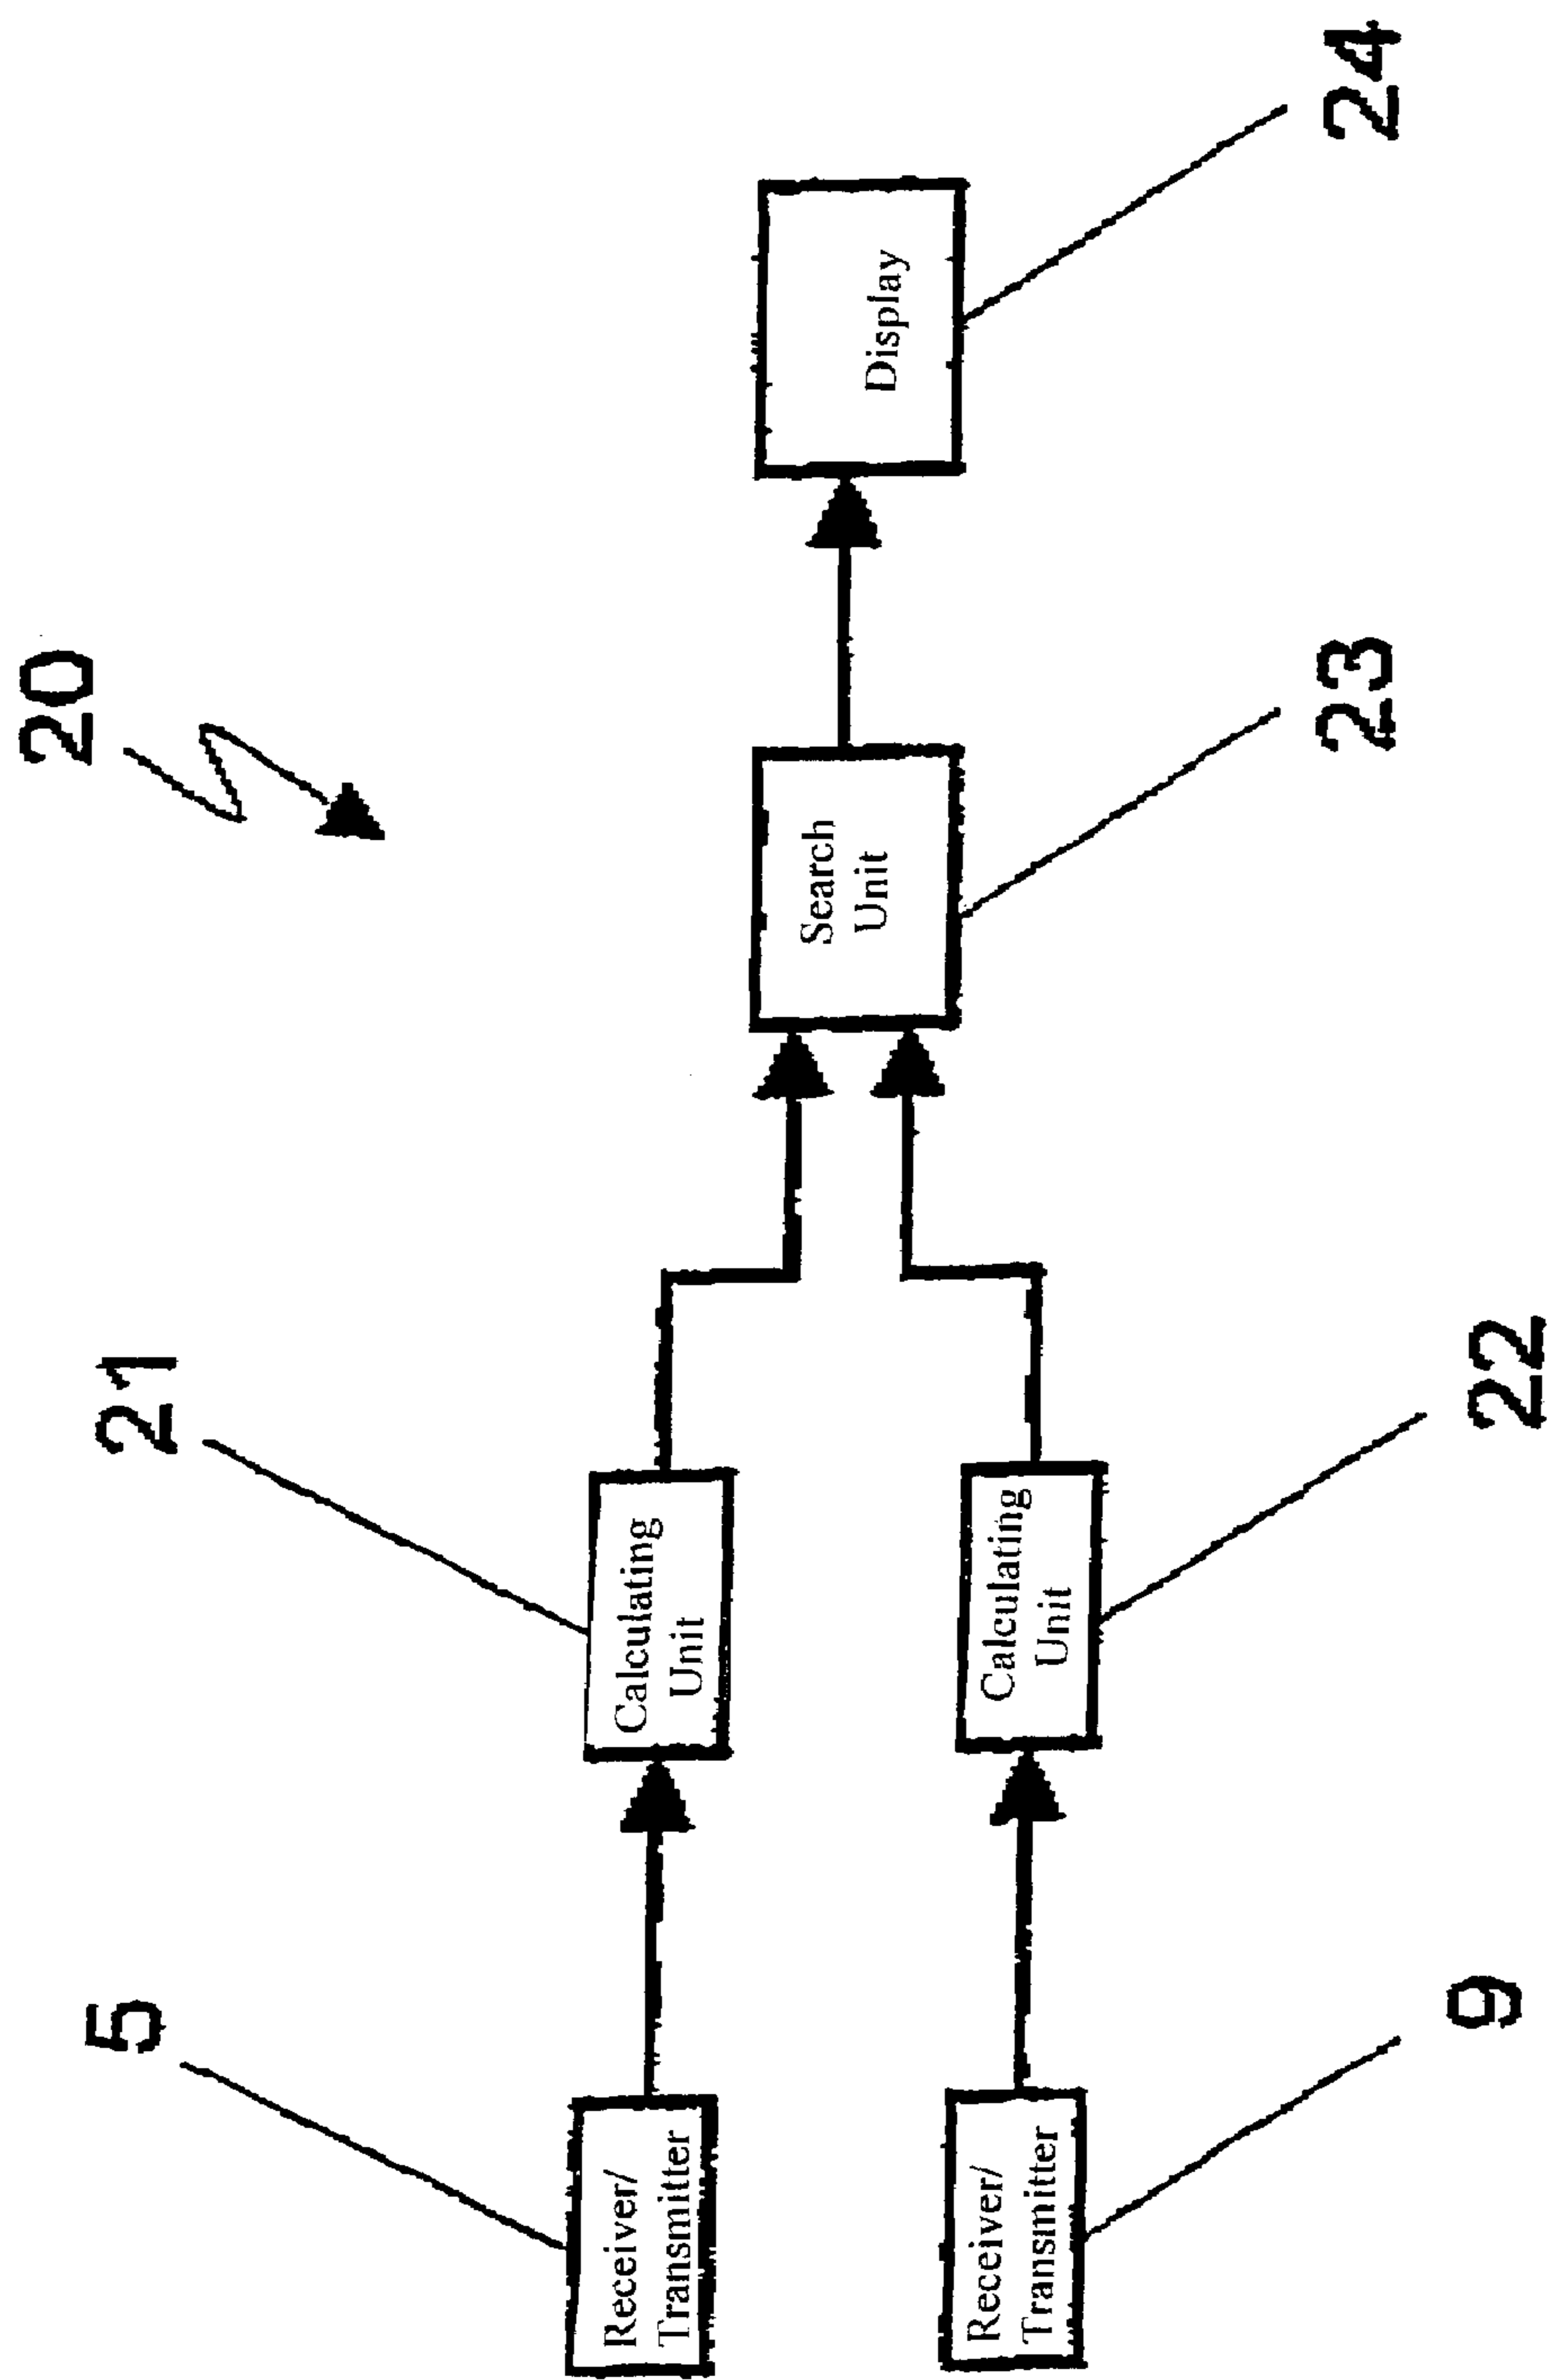 20
5
21
Receiver/
Transmitter
Calculating
Unit
Search
Unit
Display
Receiver/
Transmitter
Calculating
Unit
9
22
23
24